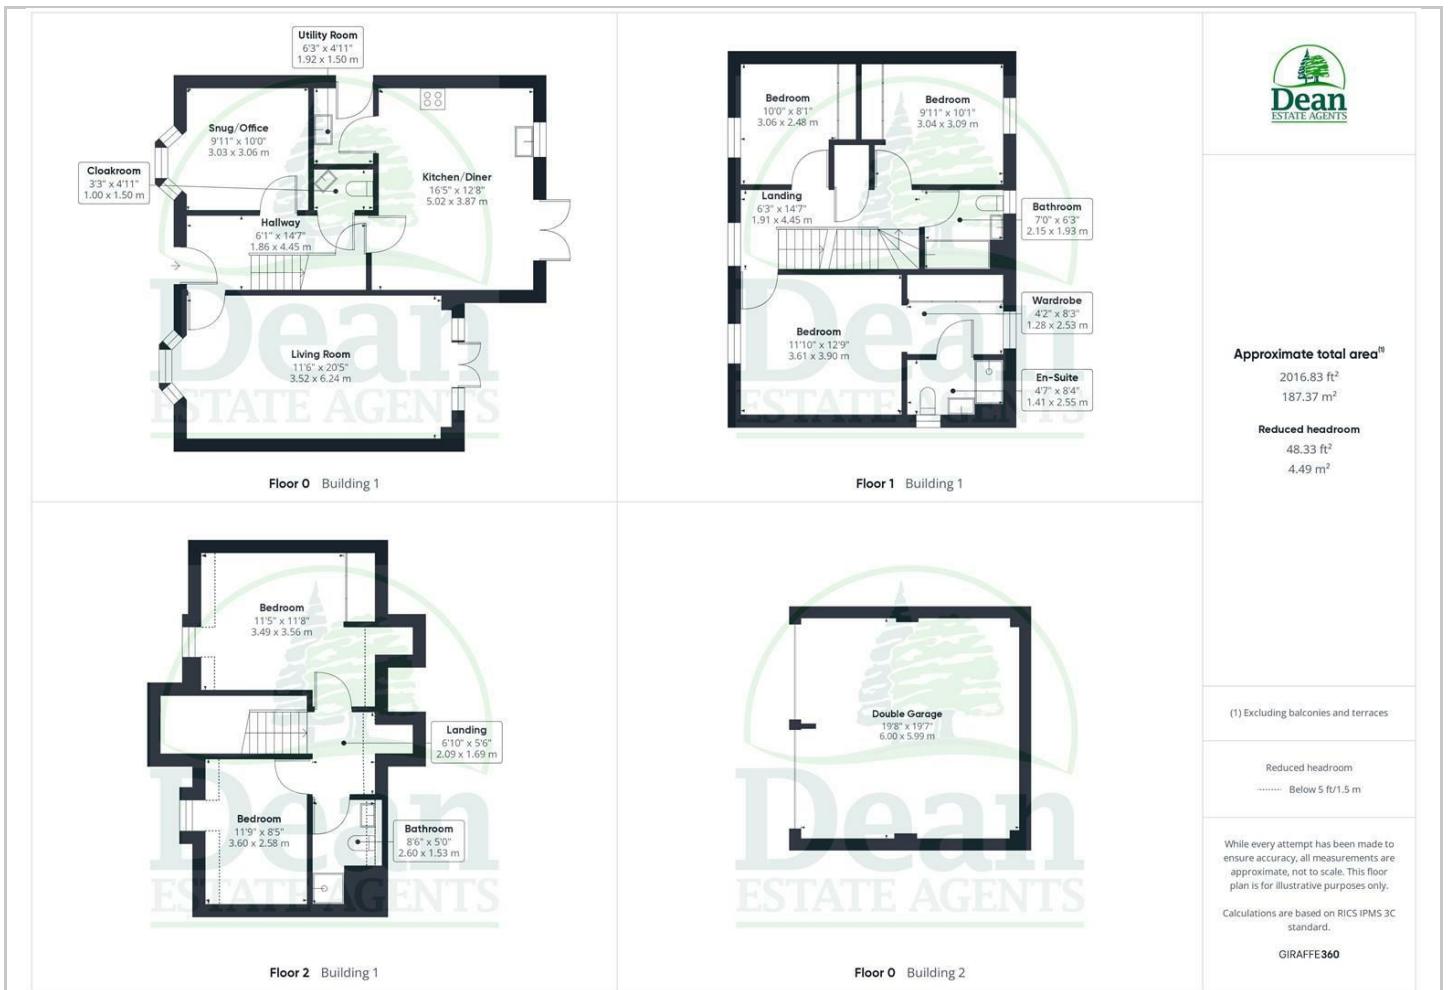 Utility Room
6'3" x 4'11"
1.92 x 1.50 m
Snug/Office
9'11" x 10'0"
3.03 x 3.06 m
Cloakroom
3'3" x 4'11"
1.00 x 1.50 m
Kitchen/Diner
16'5" x 12'8"
5.02 x 3.87 m
Hallway
6'1" x 14'7"
1.86 x 4.45 m
Living Room
11'6" x 20'5"
3.52 x 6.24 m
Dean
ESTATE AGENTS
Floor 0 Building 1
Bedroom
10'0" x 8'1"
3.06 x 2.48 m
Bedroom
9'11" x 10'1"
3.04 x 3.09 m
Landing
6'3" x 14'7"
1.91 x 4.45 m
Bathroom
7'0" x 6'3"
2.15 x 1.93 m
Wardrobe
4'2" x 8'3"
1.28 x 2.53 m
Bedroom
11'10" x 12'9"
3.61 x 3.90 m
En-Suite
4'7" x 8'4"
1.41 x 2.55 m
Dean
ESTATE AGENTS
Floor 1 Building 1
Bedroom
11'5" x 11'8"
3.49 x 3.56 m
Landing
6'10" x 5'6"
2.09 x 1.69 m
Bedroom
11'9" x 8'5"
3.60 x 2.58 m
Bathroom
8'6" x 5'0"
2.60 x 1.53 m
Dean
ESTATE AGENTS
Floor 2 Building 1
Double Garage
19'8" x 19'7"
6.00 x 5.99 m
Dean
ESTATE AGENTS
Floor 0 Building 2
Dean
ESTATE AGENTS
Approximate total area(1)
2016.83 ft²
187.37 m²
Reduced headroom
48.33 ft²
4.49 m²
(1) Excluding balconies and terraces
Reduced headroom
Below 5 ft/1.5 m
While every attempt has been made to
ensure accuracy, all measurements are
approximate, not to scale. This floor
plan is for illustrative purposes only.
Calculations are based on RICS IPMS 3C
standard.
GIRAFFE360